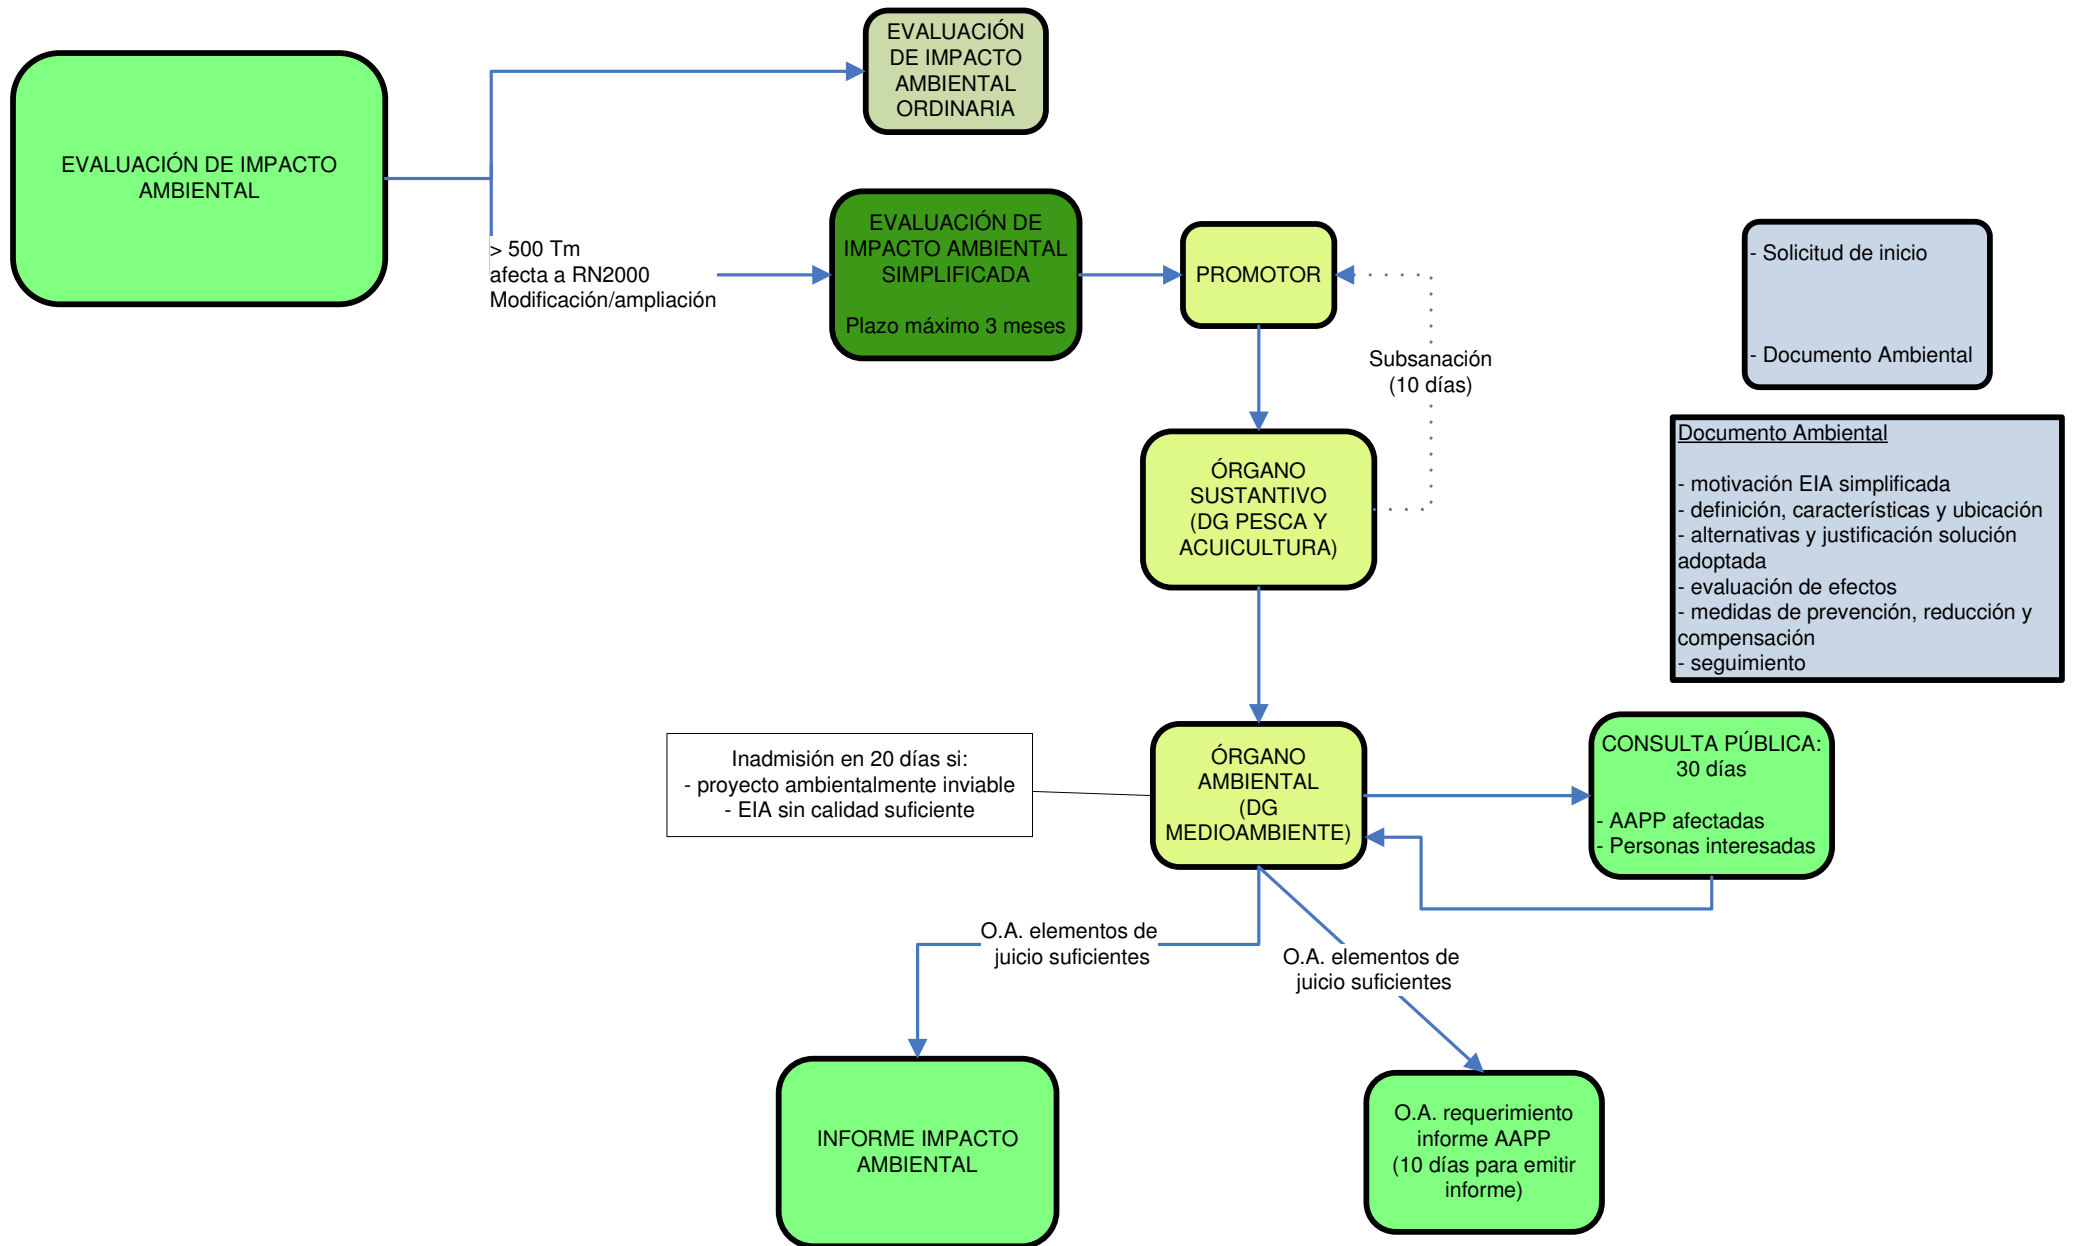 EVALUACIÓN DE IMPACTO
AMBIENTAL
EVALUACIÓN
DE IMPACTO
AMBIENTAL
ORDINARIA
> 500 Tm
afecta a RN2000
Modificación/ampliación
EVALUACIÓN DE
IMPACTO AMBIENTAL
SIMPLIFICADA
Plazo máximo 3 meses
PROMOTOR
Subsanación
(10 días)
- Solicitud de inicio
- Documento Ambiental
ÓRGANO
SUSTANTIVO
(DG PESCA Y
ACUICULTURA)
Documento Ambiental
- motivación EIA simplificada
- definición, características y ubicación
- alternativas y justificación solución
adoptada
- evaluación de efectos
- medidas de prevención, reducción y
compensación
- seguimiento
Inadmisión en 20 días si:
- proyecto ambientalmente inviable
- EIA sin calidad suficiente
ÓRGANO
AMBIENTAL
(DG
MEDIOAMBIENTE)
CONSULTA PÚBLICA:
30 días
- AAPP afectadas
- Personas interesadas
O.A. elementos de
juicio suficientes
O.A. elementos de
juicio suficientes
INFORME IMPACTO
AMBIENTAL
O.A. requerimiento
informe AAPP
(10 días para emitir
informe)